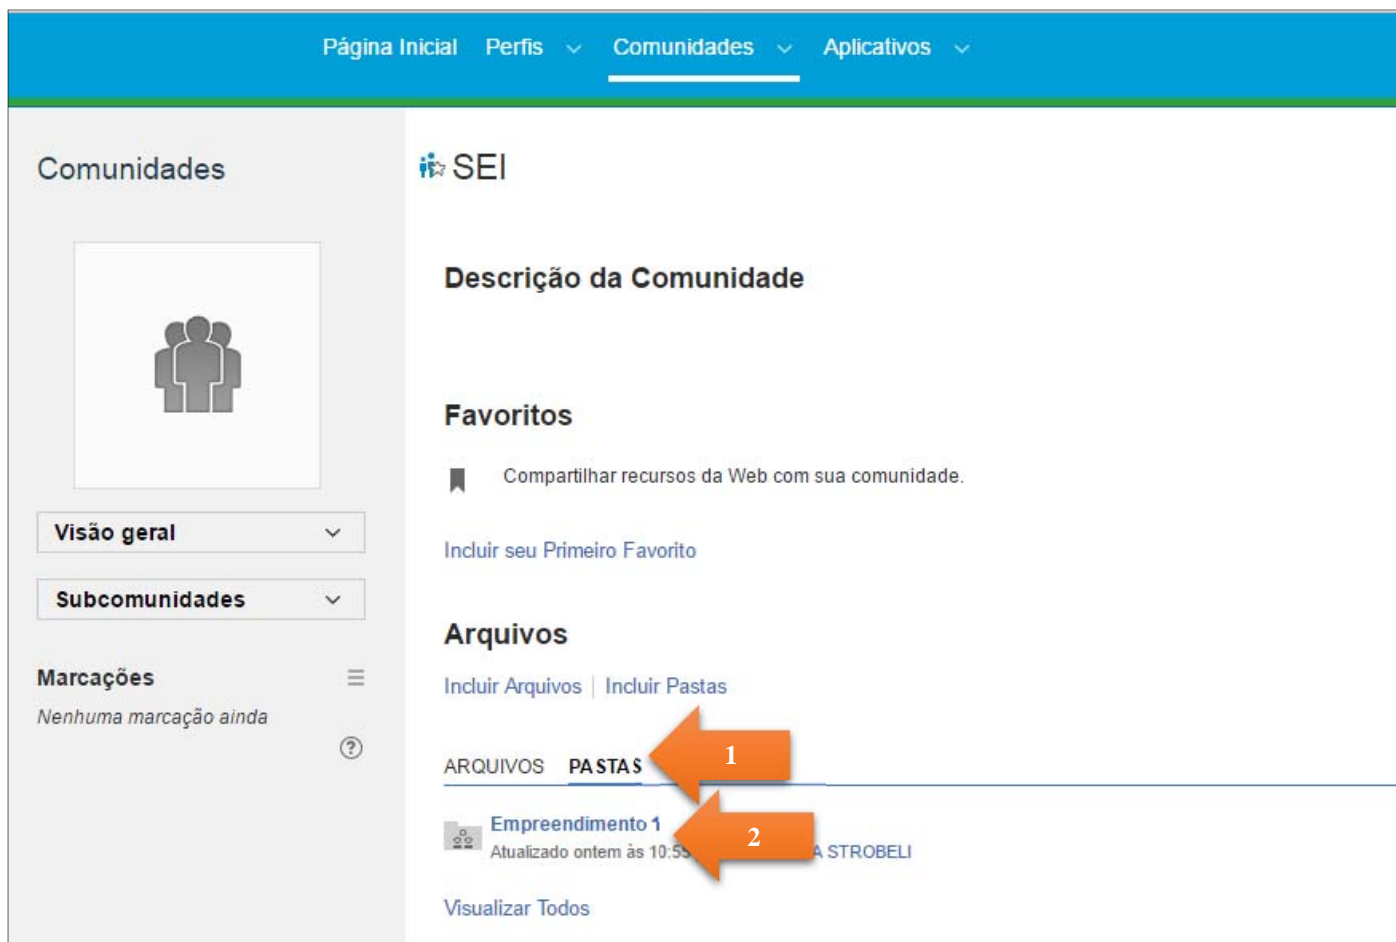 Página Inicial Perfis Comunidades Aplicativos
Comunidades
SEI
Descrição da Comunidade
Favoritos
Compartilhar recursos da Web com sua comunidade.
Visão geral
Incluir seu Primeiro Favorito
Subcomunidades
Arquivos
Marcações
Incluir Arquivos | Incluir Pastas
Nenhuma marcação ainda
?
ARQUIVOS PASTAS
1
Empreendimento 1
2
Atualizado ontem às 10:55 A STROBELI
Visualizar Todos